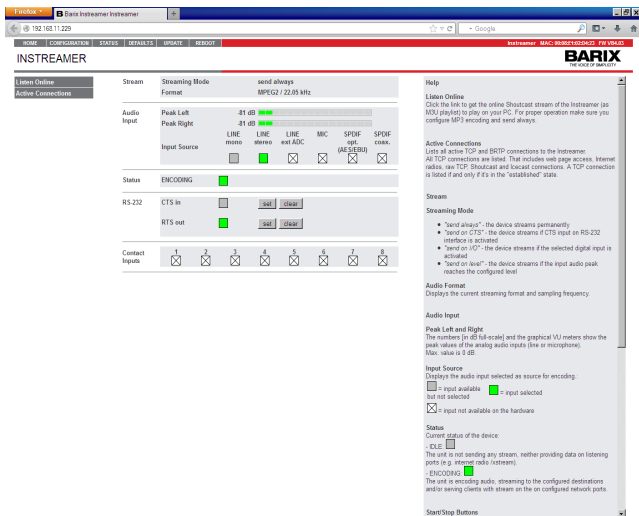 Firefox
Barix Instreamer Instreamer
+
192.168.11.229
Google
HOME CONFIGURATION STATUS DEFAULTS UPDATE REBOOT
Instreamer MAC: 00:08:E1:02:D4:23 FW VB4.03
INSTREAMER
BARIX
THE VOICE OF SIMPLICITY
Listen Online
Active Connections
Stream
Streaming Mode send always
Format MPEG2 / 22.05 kHz
Audio Input
Peak Left -81 dB
Peak Right -81 dB
Input Source
LINE mono
LINE stereo
LINE ext ADC
MIC
SPDIF opt. (AES/EBU)
SPDIF coax.
Status ENCODING
RS-232
CTS in set clear
RTS out set clear
Contact Inputs
1 2 3 4 5 6 7 8
Help
Listen Online
Click the link to get the online Shoutcast stream of the Instreamer (as
M3U playlist) to play on your PC. For proper operation make sure you
configure MP3 encoding and send always.
Active Connections
Lists all active TCP and BRTP connections to the Instreamer.
All TCP connections are listed. That includes web page access, Internet
radios, raw TCP, Shoutcast and Icecast connections. A TCP connection
is listed if and only if it's in the "established" state.
Stream
Streaming Mode
"send always" - the device streams permanently
"send on CTS" - the device streams if CTS input on RS-232
interface is activated
"send on I/O" - the device streams if the selected digital input is
activated
"send on level" - the device streams if the input audio peak
reaches the configured level
Audio Format
Displays the current streaming format and sampling frequency.
Audio Input
Peak Left and Right
The numbers [in dB full-scale] and the graphical VU meters show the
peak values of the analog audio inputs (line or microphone).
Max. value is 0 dB.
Input Source
Displays the audio input selected as source for encoding.:
= input available
but not selected
= input selected
= input not available on the hardware
Status
Current status of the device:
- IDLE:
The unit is not sending any stream, neither providing data on listening
ports (e.g. internet radio /xstream).
- ENCODING:
The unit is encoding audio, streaming to the configured destinations
and/or serving clients with stream on the on configured network ports.
Start/Stop Buttons